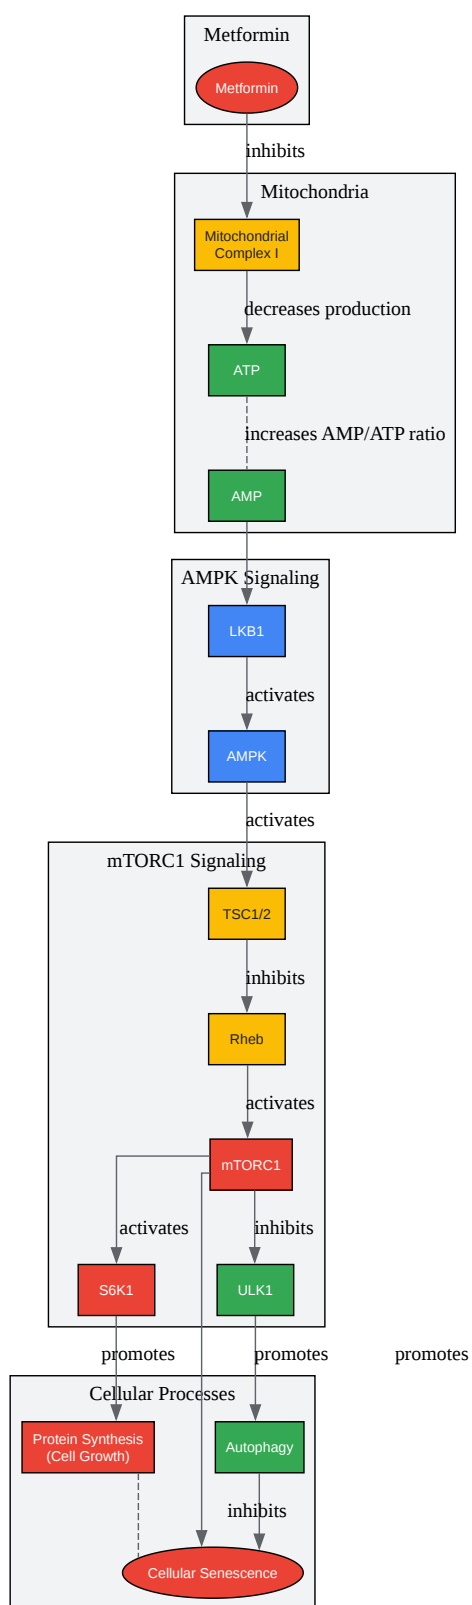 Metformin
Metformin
inhibits
Mitochondria
Mitochondrial
Complex I
decreases production
ATP
increases AMP/ATP ratio
AMP
AMPK Signaling
LKB1
activates
AMPK
activates
mTORC1 Signaling
TSC1/2
inhibits
Rheb
activates
mTORC1
activates
inhibits
S6K1
ULK1
promotes
promotes
promotes
Cellular Processes
Protein Synthesis
(Cell Growth)
Autophagy
inhibits
Cellular Senescence